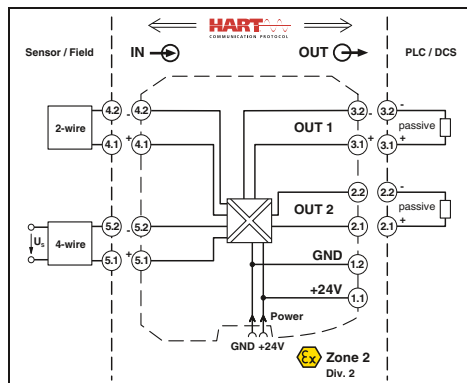 HART
COMMUNICATION PROTOCOL
Sensor / Field IN OUT PLC / DCS
2-wire 4.2 4.2 - 3.2 - 3.2 -
OUT 1 passive
4.1 + 4.1 3.1 + 3.1 +
2.2 2.2 -
OUT 2 passive
Us 4-wire 5.2 - 5.2 2.1 2.1 +
5.1 + 5.1 GND 1.2
+24V 1.1
Power
GND +24V
Ex Zone 2
Div. 2